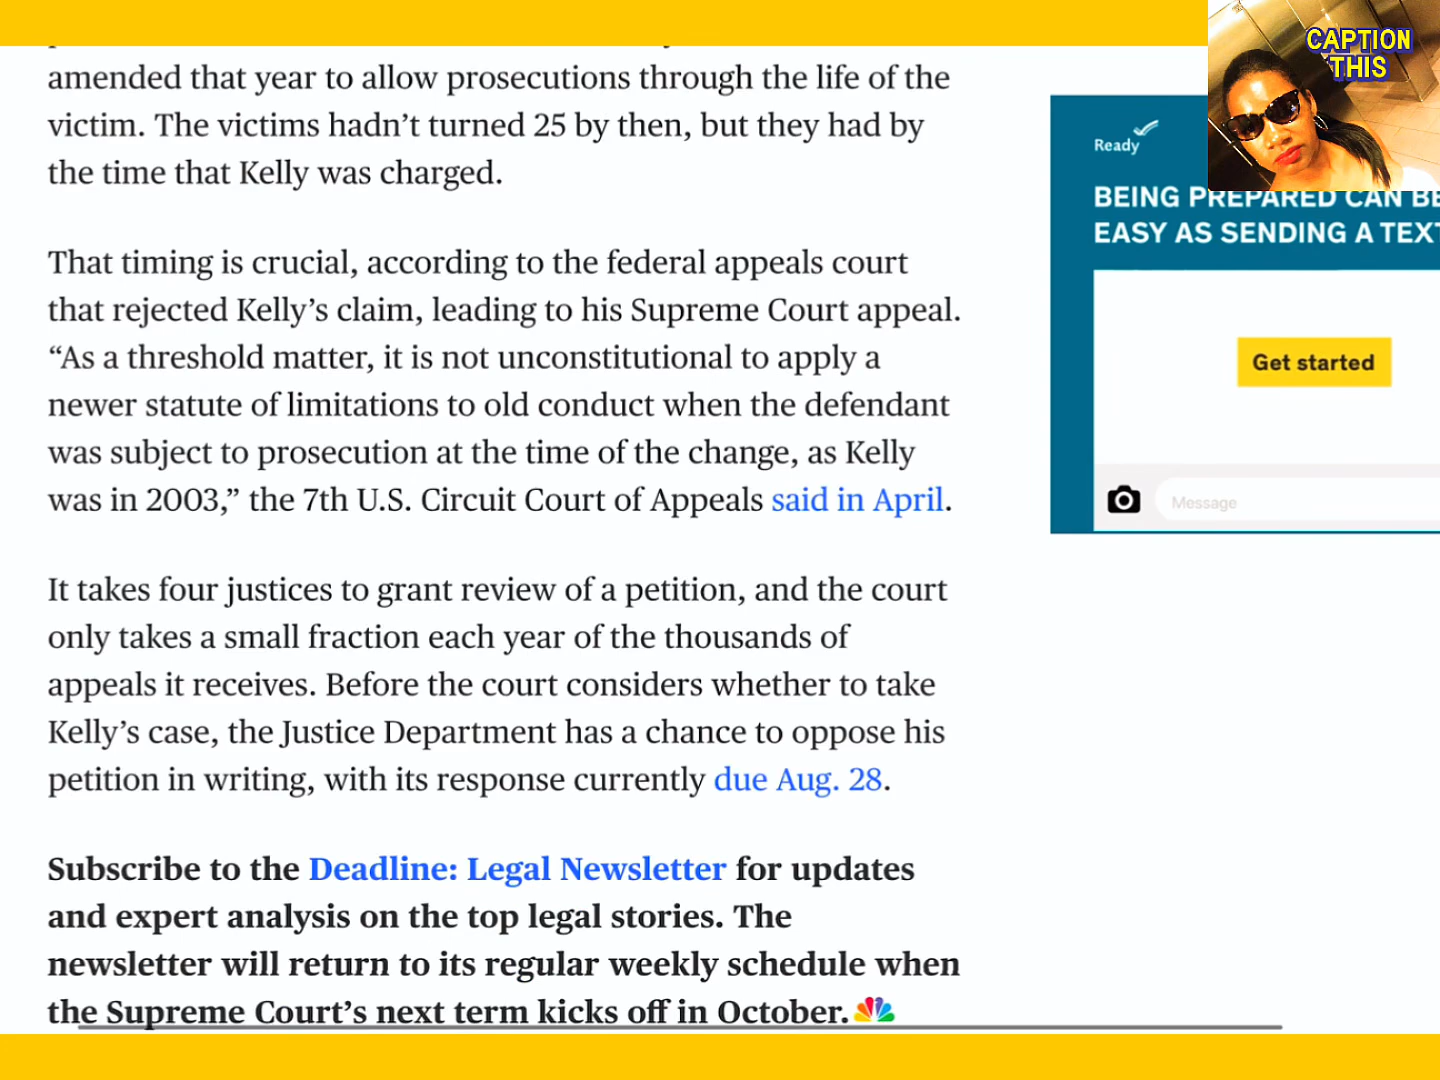 CAPTION
THIS
amended that year to allow prosecutions through the life of the
victim. The victims hadn’t turned 25 by then, but they had by
the time that Kelly was charged.
That timing is crucial, according to the federal appeals court
that rejected Kelly’s claim, leading to his Supreme Court appeal.
“As a threshold matter, it is not unconstitutional to apply a
newer statute of limitations to old conduct when the defendant
was subject to prosecution at the time of the change, as Kelly
was in 2003,” the 7th U.S. Circuit Court of Appeals said in April.
It takes four justices to grant review of a petition, and the court
only takes a small fraction each year of the thousands of
appeals it receives. Before the court considers whether to take
Kelly’s case, the Justice Department has a chance to oppose his
petition in writing, with its response currently due Aug. 28.
Subscribe to the Deadline: Legal Newsletter for updates
and expert analysis on the top legal stories. The
newsletter will return to its regular weekly schedule when
the Supreme Court’s next term kicks off in October.
Ready
BEING PREPARED CAN BE
EASY AS SENDING A TEXT
Get started
Message